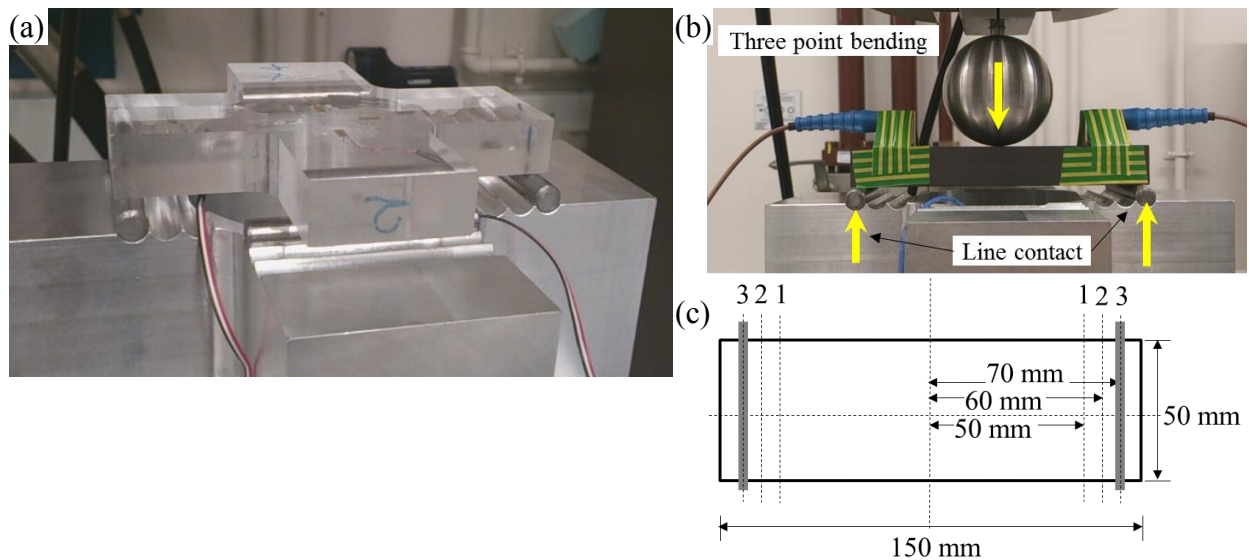 (a)
(b)
Three point bending
Line contact
(c)
3 2 1
1 2 3
70 mm
60 mm
50 mm
50 mm
150 mm